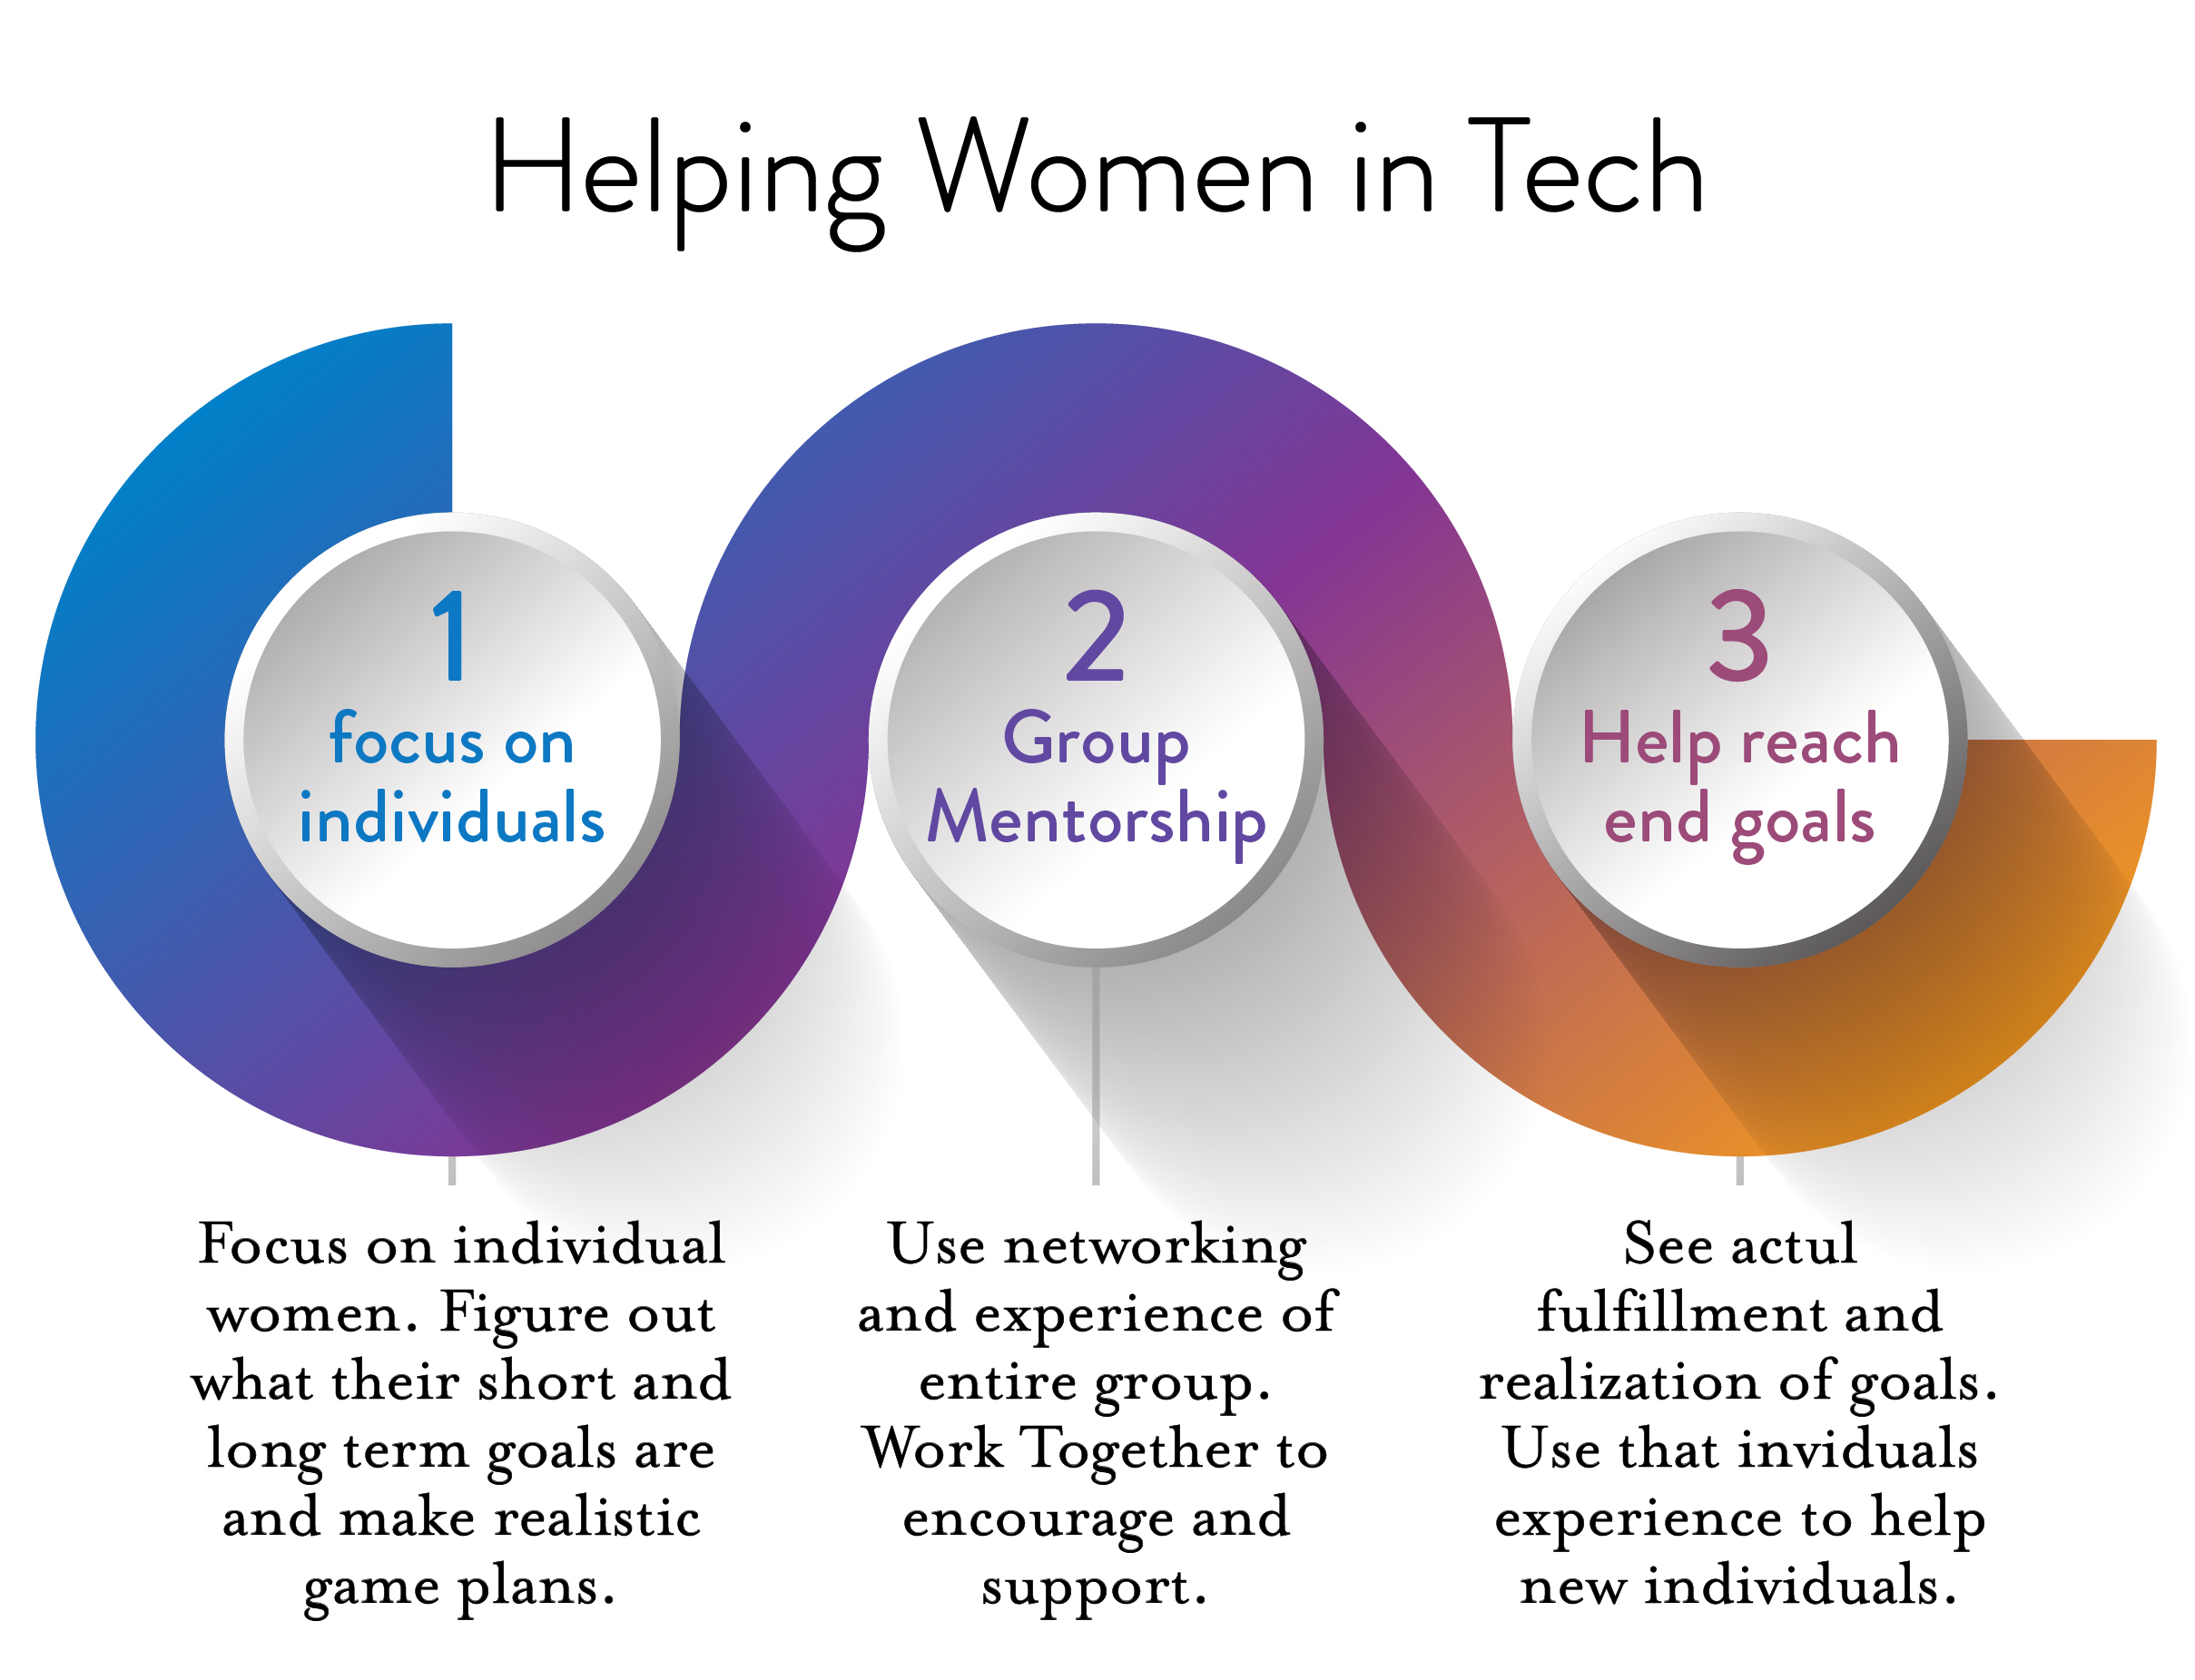 Helping Women in Tech
1
focus on
individuals
2
Group
Mentorship
3
Help reach
end goals
Focus on individual
women. Figure out
what their short and
long term goals are
and make realistic
game plans.
Use networking
and experience of
entire group.
Work Together to
encourage and
support.
See actul
fulfillment and
realization of goals.
Use that inviduals
experience to help
new individuals.